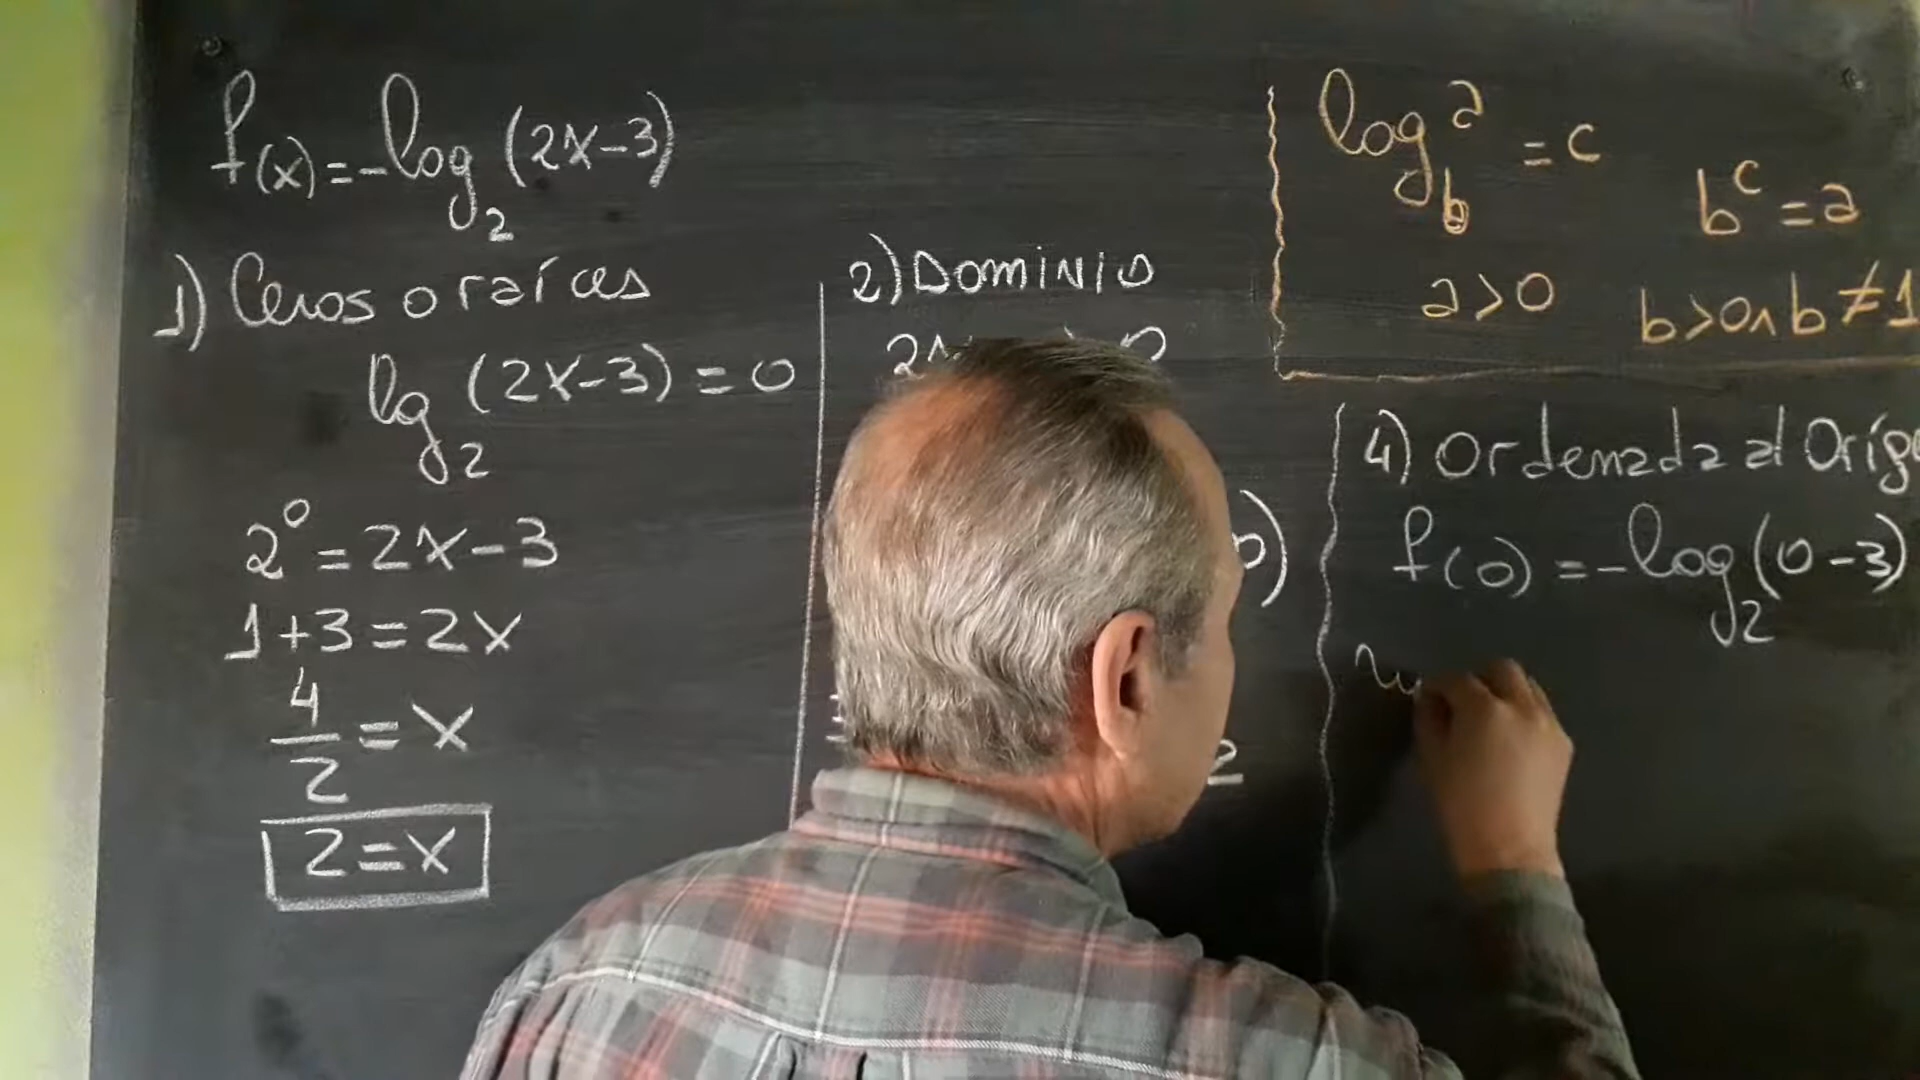 f(x)=-log₂(2x-3)
1) Ceros o raíces
log₂(2x-3)=0
2⁰=2x-3
1+3=2x
4/2=x
2=x
2) Dominio
log_b a = c
b^c = a
a>0
b>0∧b≠1
4) Ordenada al Oríg
f(0)=-log₂(0-3)